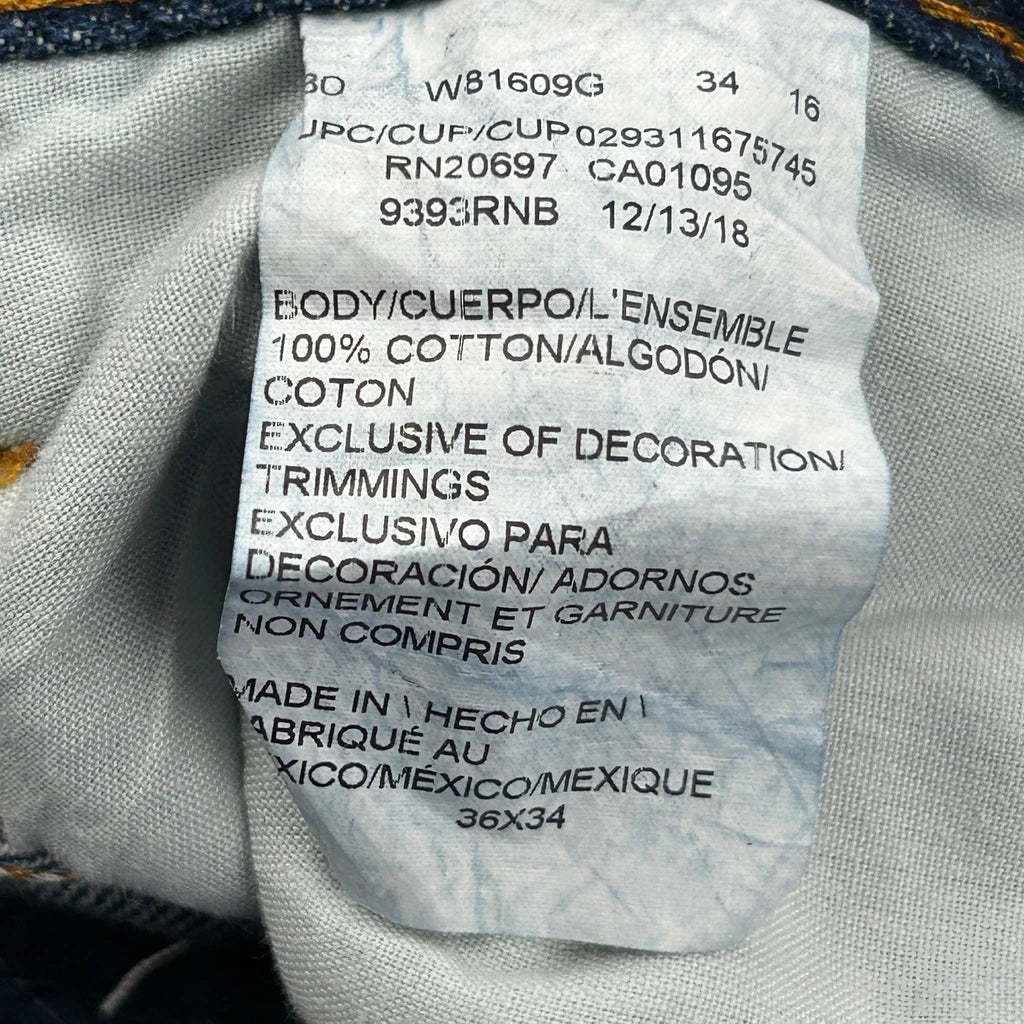 30 W81609G 34 16
UPC/CUP/CUP 029311675745
RN20697 CA01095
9393RNB 12/13/18
BODY/CUERPO/L'ENSEMBLE
100% COTTON/ALGODÓN/
COTON
EXCLUSIVE OF DECORATION/
TRIMMINGS
EXCLUSIVO PARA
DECORACIÓN/ ADORNOS
ORNEMENT ET GARNITURE
NON COMPRIS
MADE IN \ HECHO EN \
ABRIQUÉ AU
XICO/MÉXICO/MEXIQUE
36X34